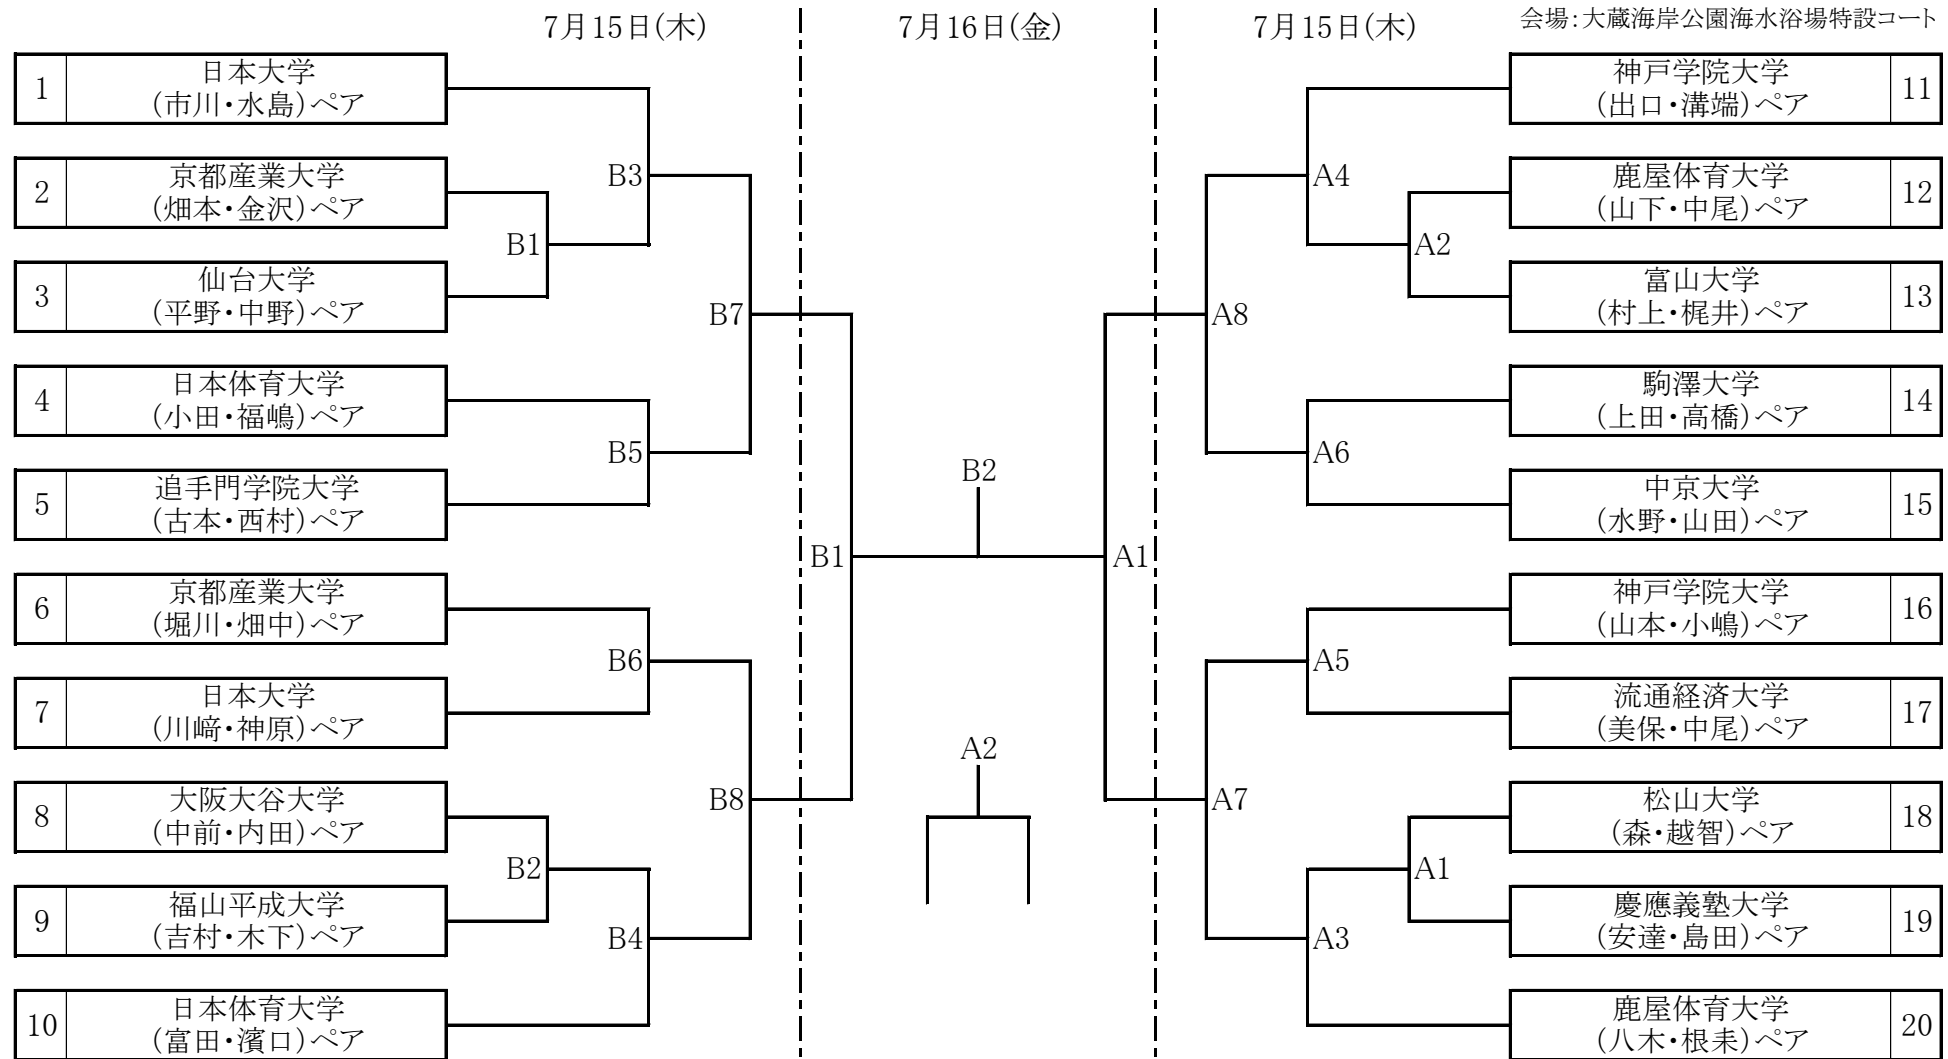 7月15日(木)
7月16日(金)
7月15日(木)
会場：大蔵海岸公園海水浴場特設コート
1
日本大学
(市川・水島)ペア
2
京都産業大学
(畑本・金沢)ペア
3
仙台大学
(平野・中野)ペア
4
日本体育大学
(小田・福嶋)ペア
5
追手門学院大学
(古本・西村)ペア
6
京都産業大学
(堀川・畑中)ペア
7
日本大学
(川﨑・神原)ペア
8
大阪大谷大学
(中前・内田)ペア
9
福山平成大学
(吉村・木下)ペア
10
日本体育大学
(富田・濱口)ペア
B1
B2
B3
B5
B6
B4
B7
B8
B1
B2
A2
A1
A8
A7
A4
A6
A5
A3
A2
A1
神戸学院大学
(出口・溝端)ペア
11
鹿屋体育大学
(山下・中尾)ペア
12
富山大学
(村上・梶井)ペア
13
駒澤大学
(上田・高橋)ペア
14
中京大学
(水野・山田)ペア
15
神戸学院大学
(山本・小嶋)ペア
16
流通経済大学
(美保・中尾)ペア
17
松山大学
(森・越智)ペア
18
慶應義塾大学
(安達・島田)ペア
19
鹿屋体育大学
(八木・根耒)ペア
20